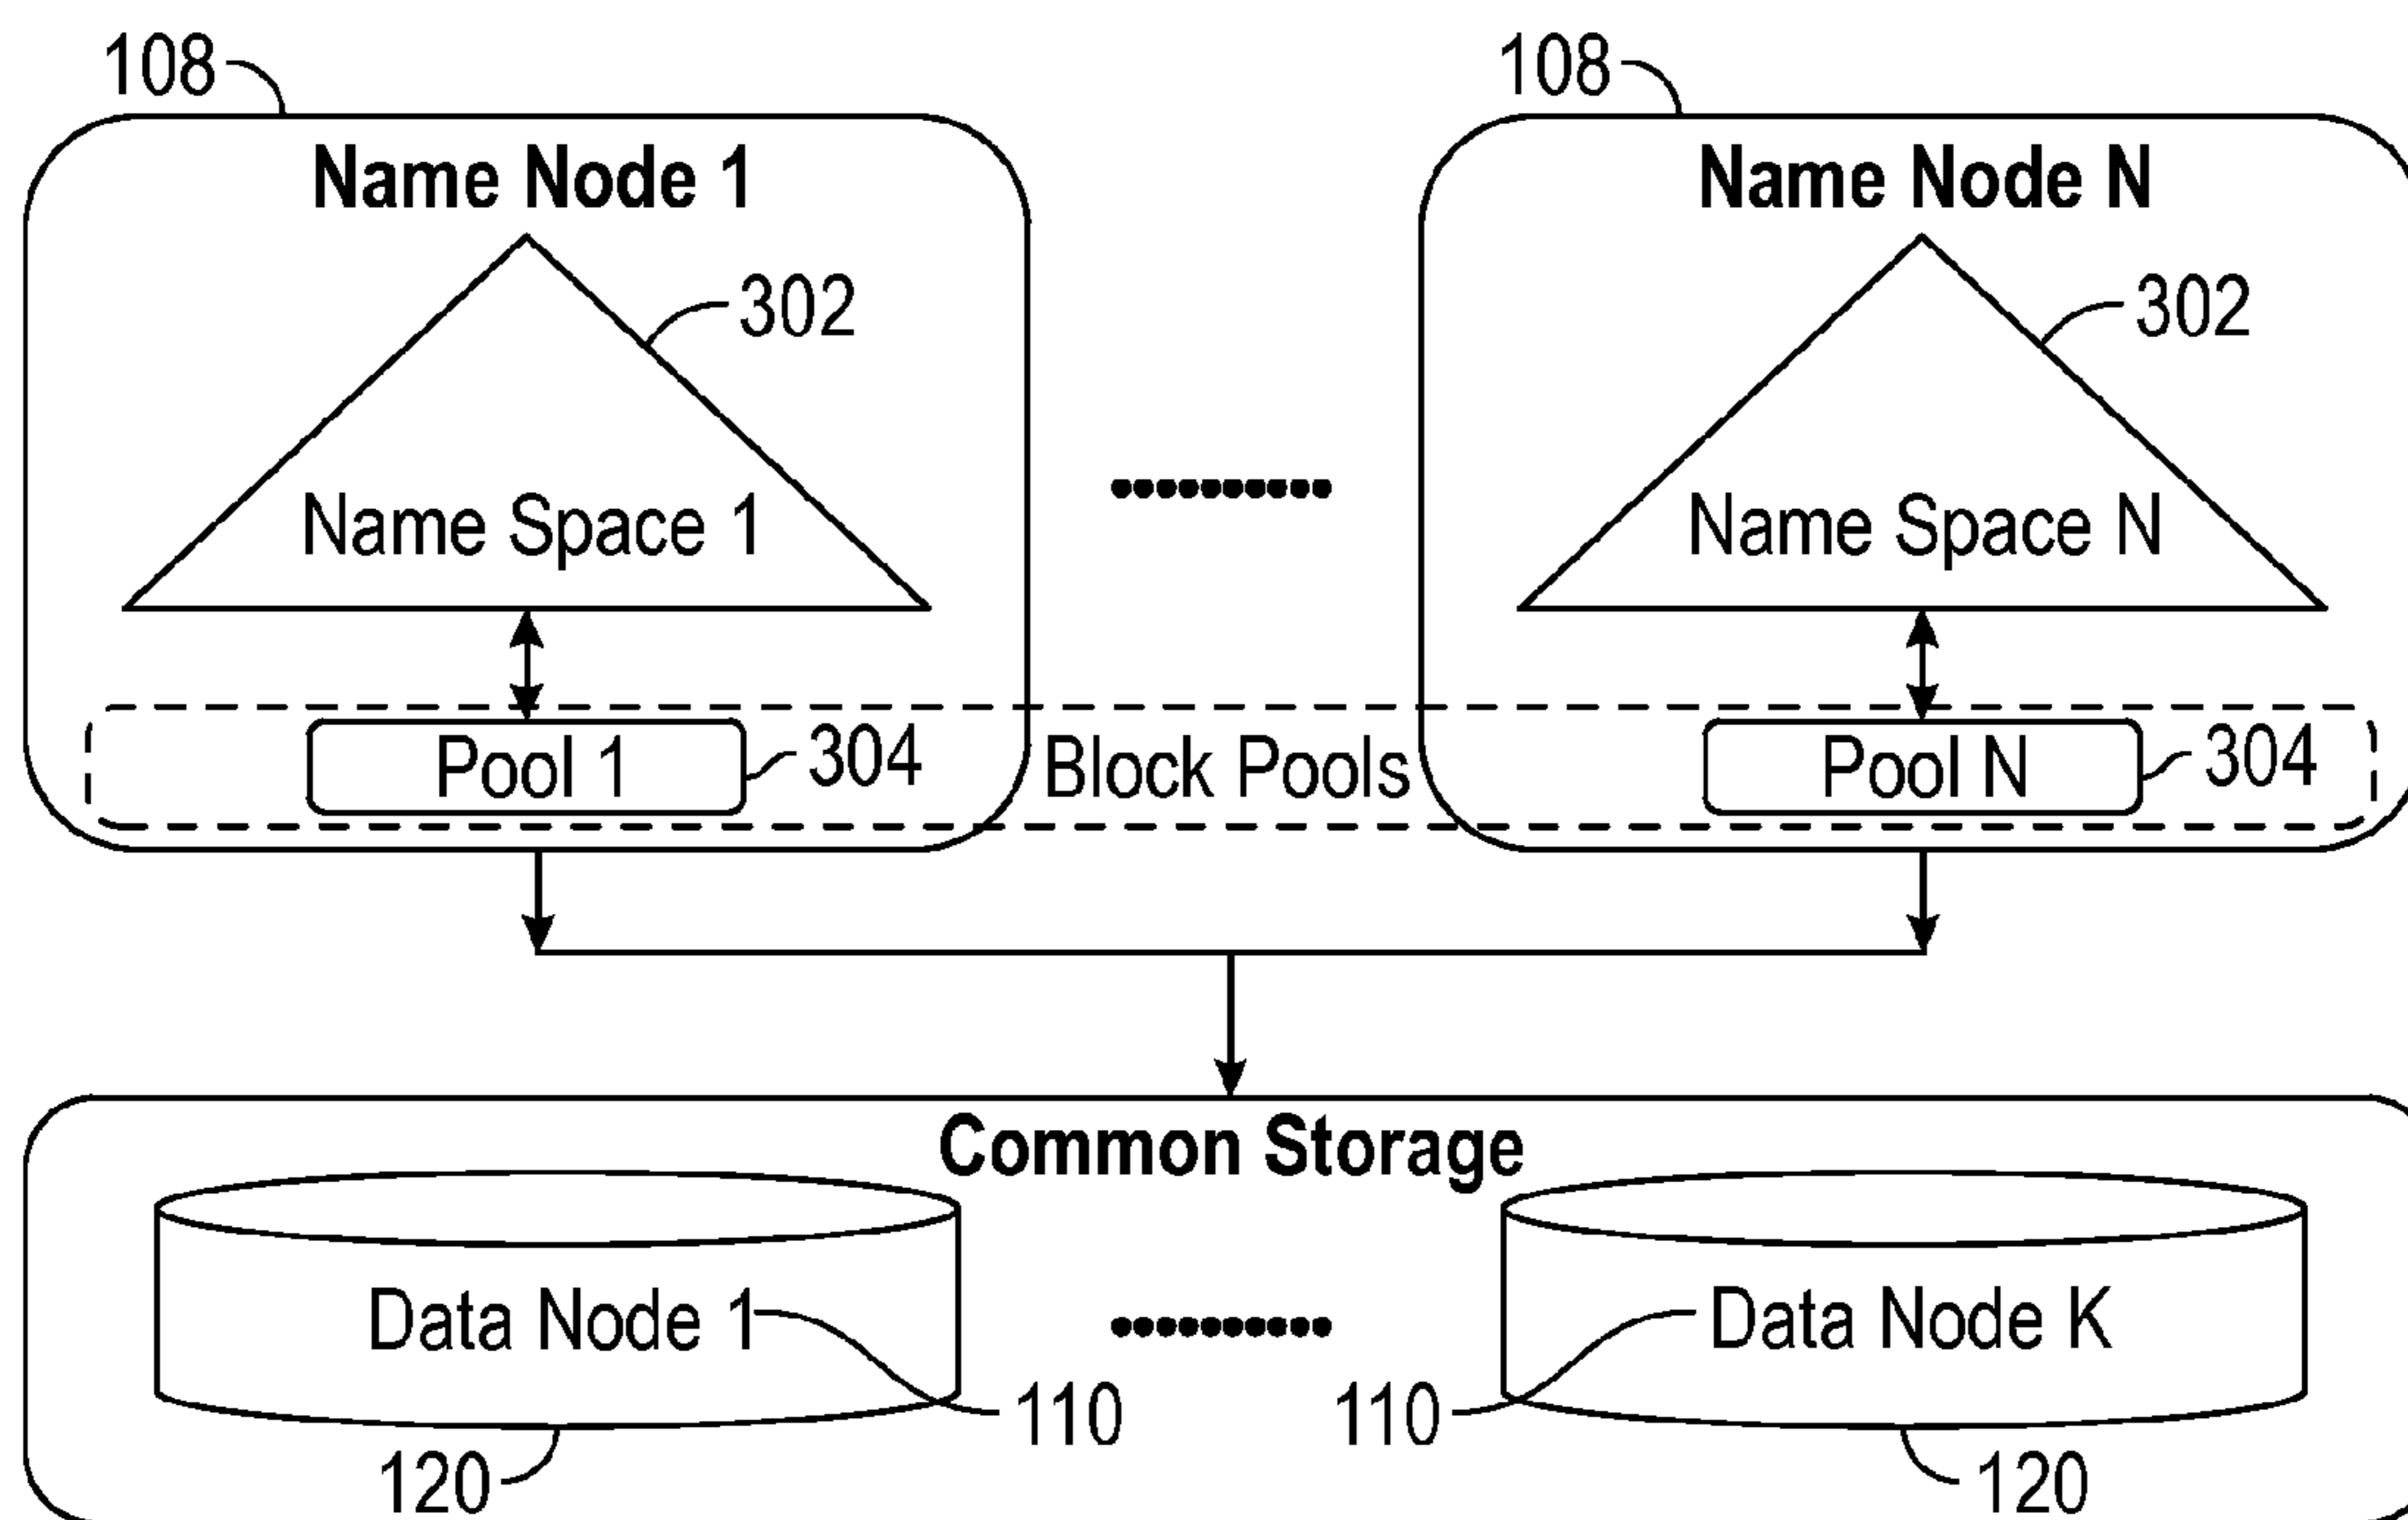 108
108
Name Node 1
Name Node N
302
302
Name Space 1
Name Space N
Pool 1
304
Block Pools
Pool N
304
Common Storage
Data Node 1
Data Node K
110
110
120
120